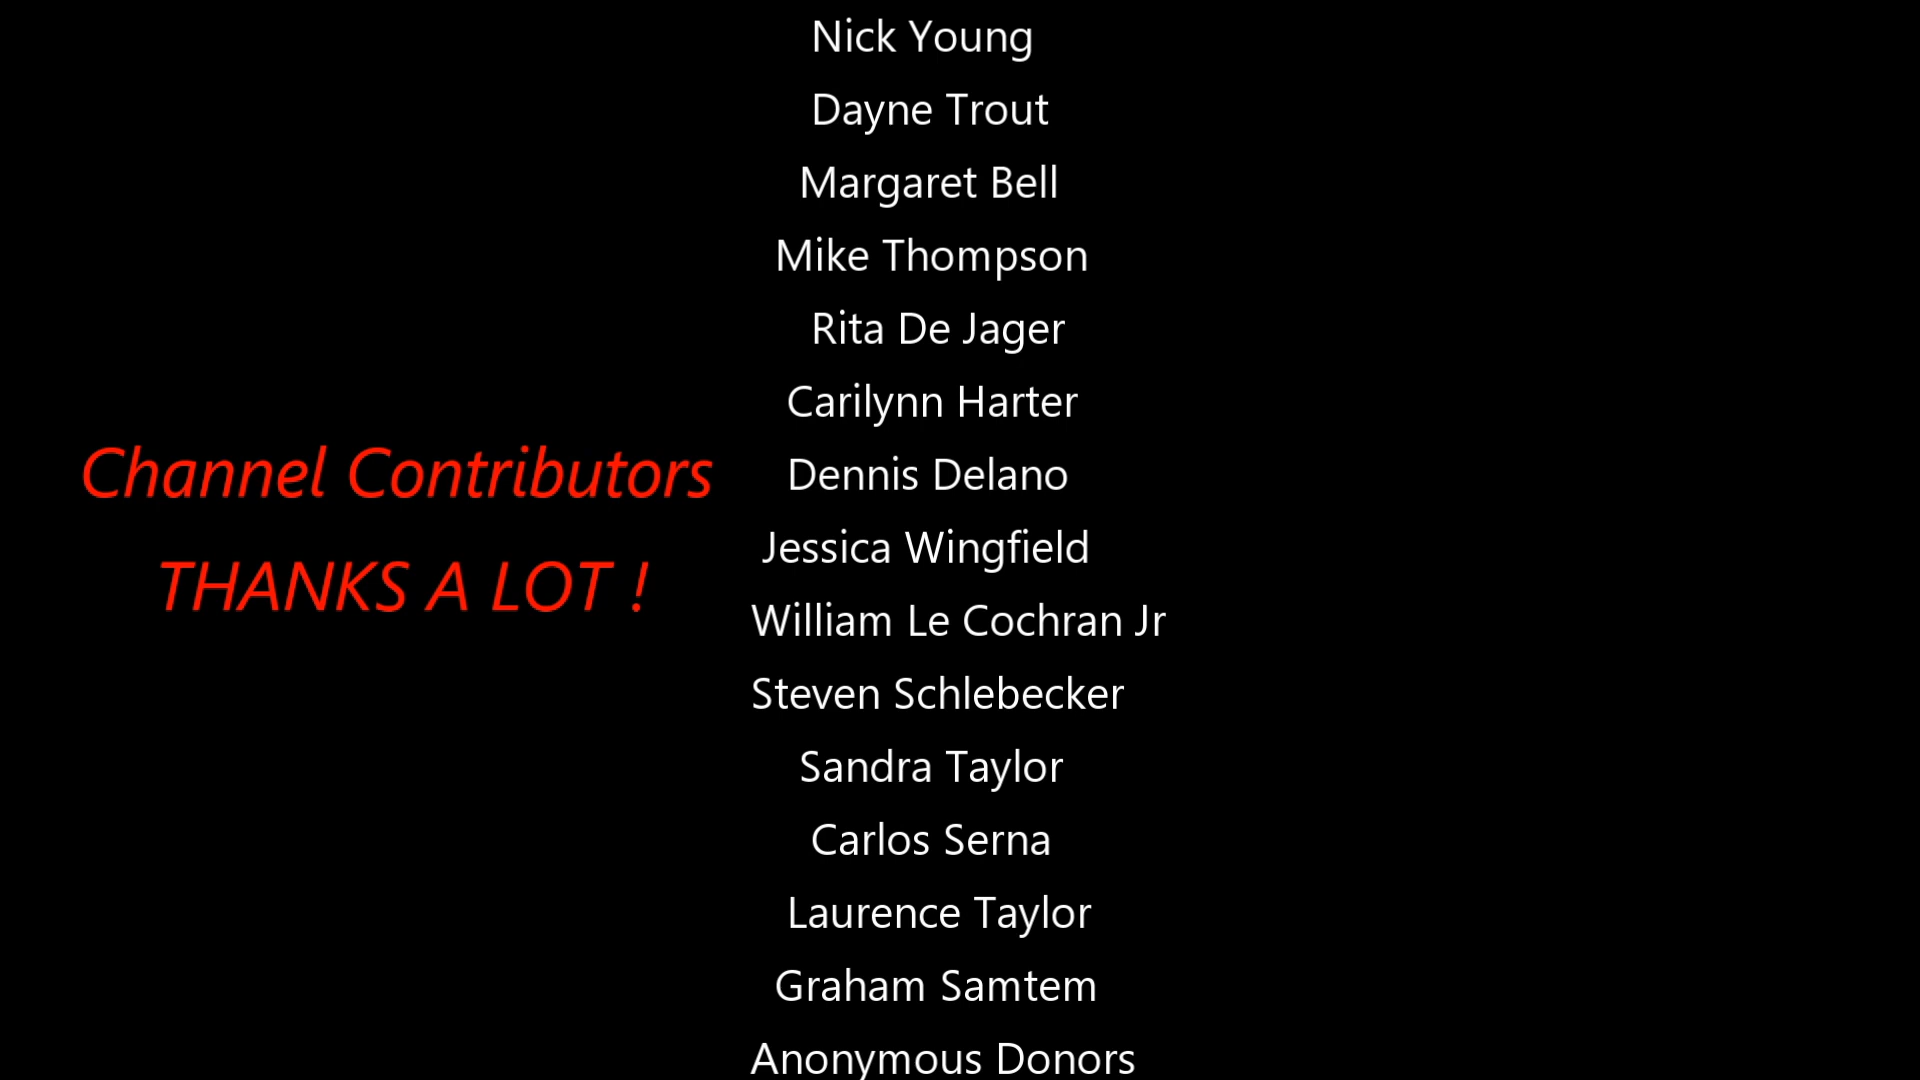 Channel Contributors
THANKS A LOT !
Nick Young
Dayne Trout
Margaret Bell
Mike Thompson
Rita De Jager
Carilynn Harter
Dennis Delano
Jessica Wingfield
William Le Cochran Jr
Steven Schlebecker
Sandra Taylor
Carlos Serna
Laurence Taylor
Graham Samtem
Anonymous Donors